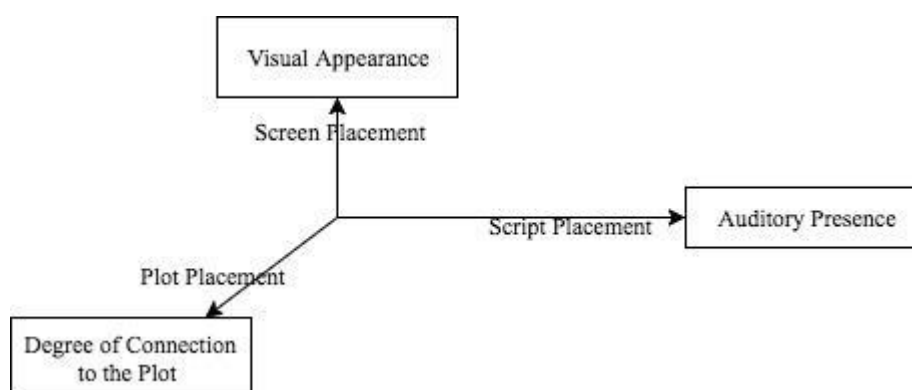 Visual Appearance
Screen Placement
Script Placement
Auditory Presence
Plot Placement
Degree of Connection
to the Plot